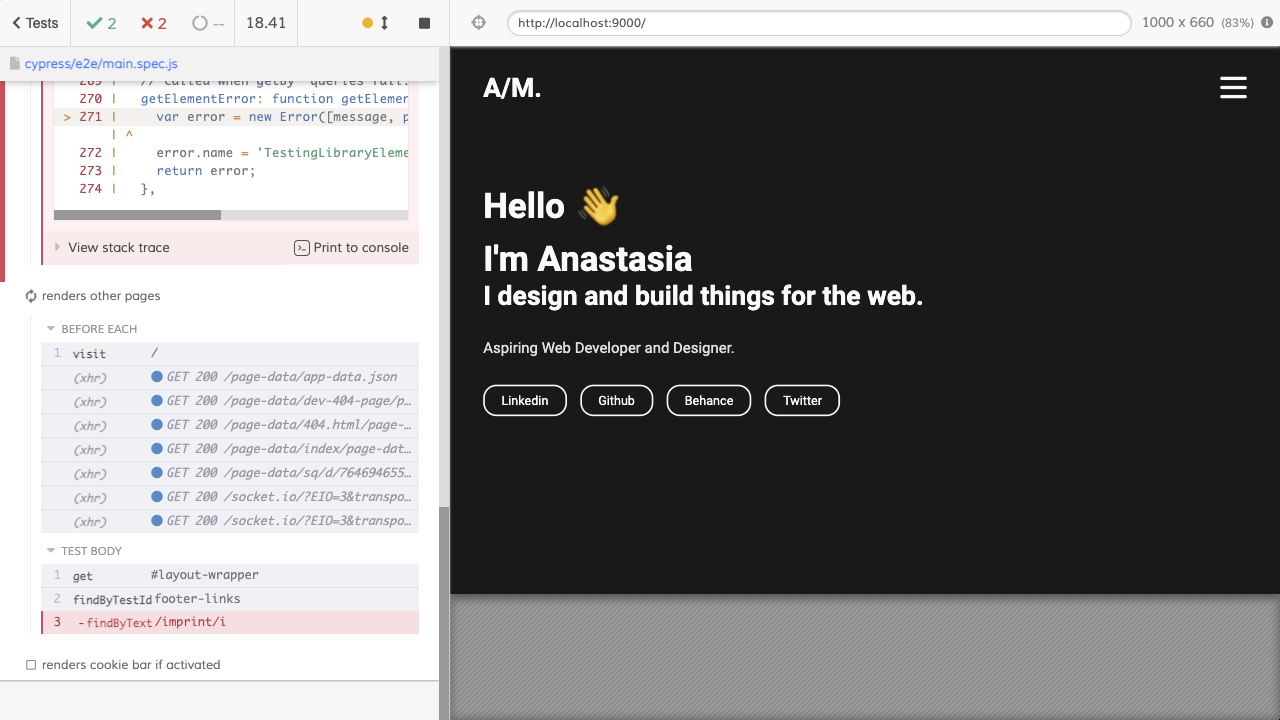 Tests
2
2
--
18.41
http://localhost:9000/
1000 x 660 (83%)
cypress/e2e/main.spec.js
270 | getElementError: function getElemen
> 271 | var error = new Error([message, p
| ^
272 | error.name = 'TestingLibraryEleme
273 | return error;
274 | },
View stack trace
Print to console
renders other pages
BEFORE EACH
1 visit /
(xhr) GET 200 /page-data/app-data.json
(xhr) GET 200 /page-data/dev-404-page/p…
(xhr) GET 200 /page-data/404.html/page-…
(xhr) GET 200 /page-data/index/page-dat…
(xhr) GET 200 /page-data/sq/d/764694655…
(xhr) GET 200 /socket.io/?EIO=3&transpo…
(xhr) GET 200 /socket.io/?EIO=3&transpo…
TEST BODY
1 get #layout-wrapper
2 findByTestId footer-links
3 -findByText /imprint/i
renders cookie bar if activated
A/M.
Hello 👋
I'm Anastasia
I design and build things for the web.
Aspiring Web Developer and Designer.
Linkedin
Github
Behance
Twitter